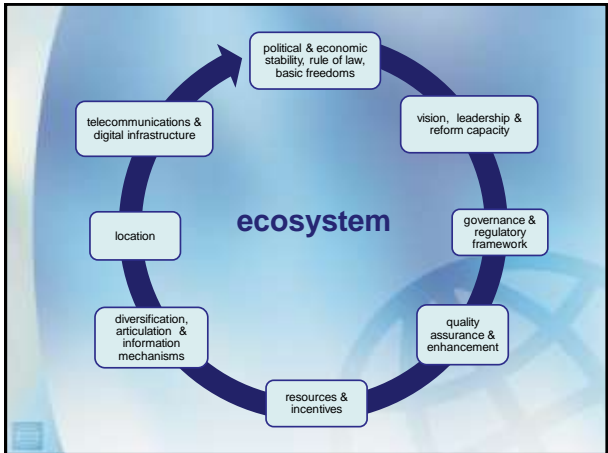 political & economic
stability, rule of law,
basic freedoms
vision, leadership &
reform capacity
governance &
regulatory
framework
quality
assurance &
enhancement
resources &
incentives
diversification,
articulation &
information
mechanisms
location
telecommunications &
digital infrastructure
ecosystem